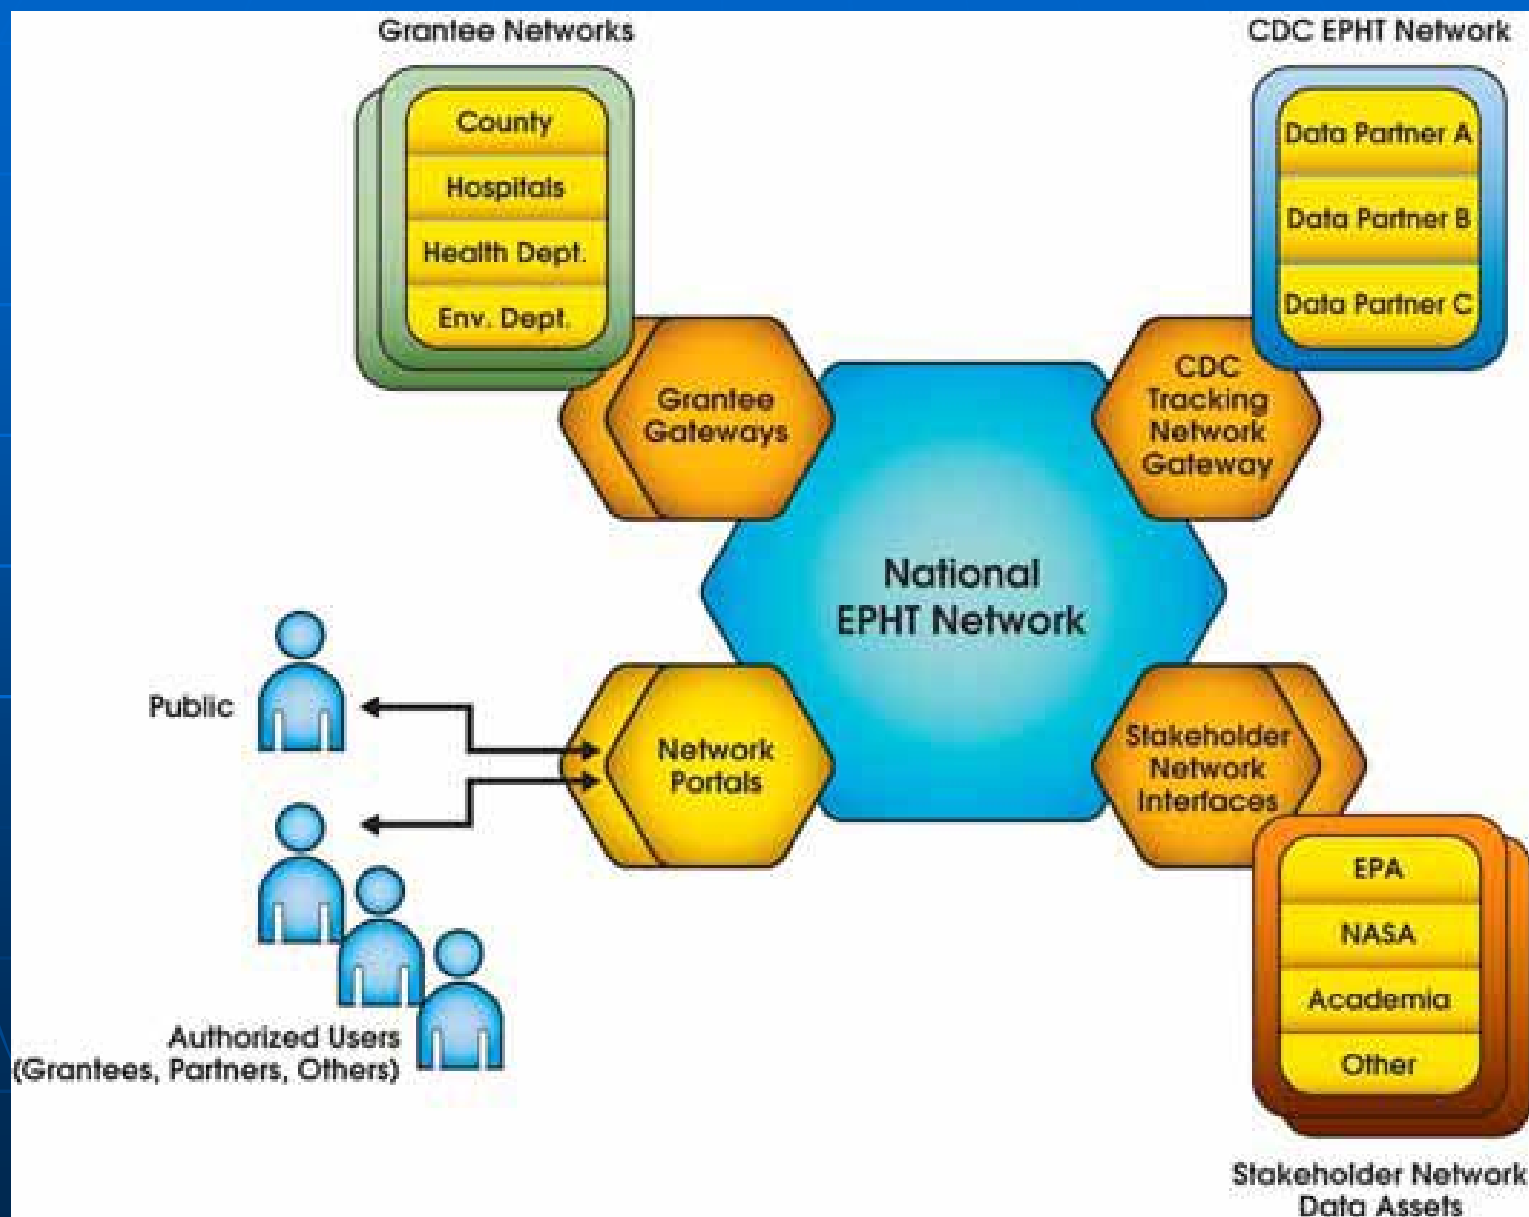 Grantee Networks
County
Hospitals
Health Dept.
Env. Dept.
CDC EPHT Network
Data Partner A
Data Partner B
Data Partner C
Grantee
Gateways
CDC
Tracking
Network
Gateway
National
EPHT Network
Public
Network
Portals
Stakeholder
Network
Interfaces
Authorized Users
(Grantees, Partners, Others)
EPA
NASA
Academia
Other
Stakeholder Network
Data Assets